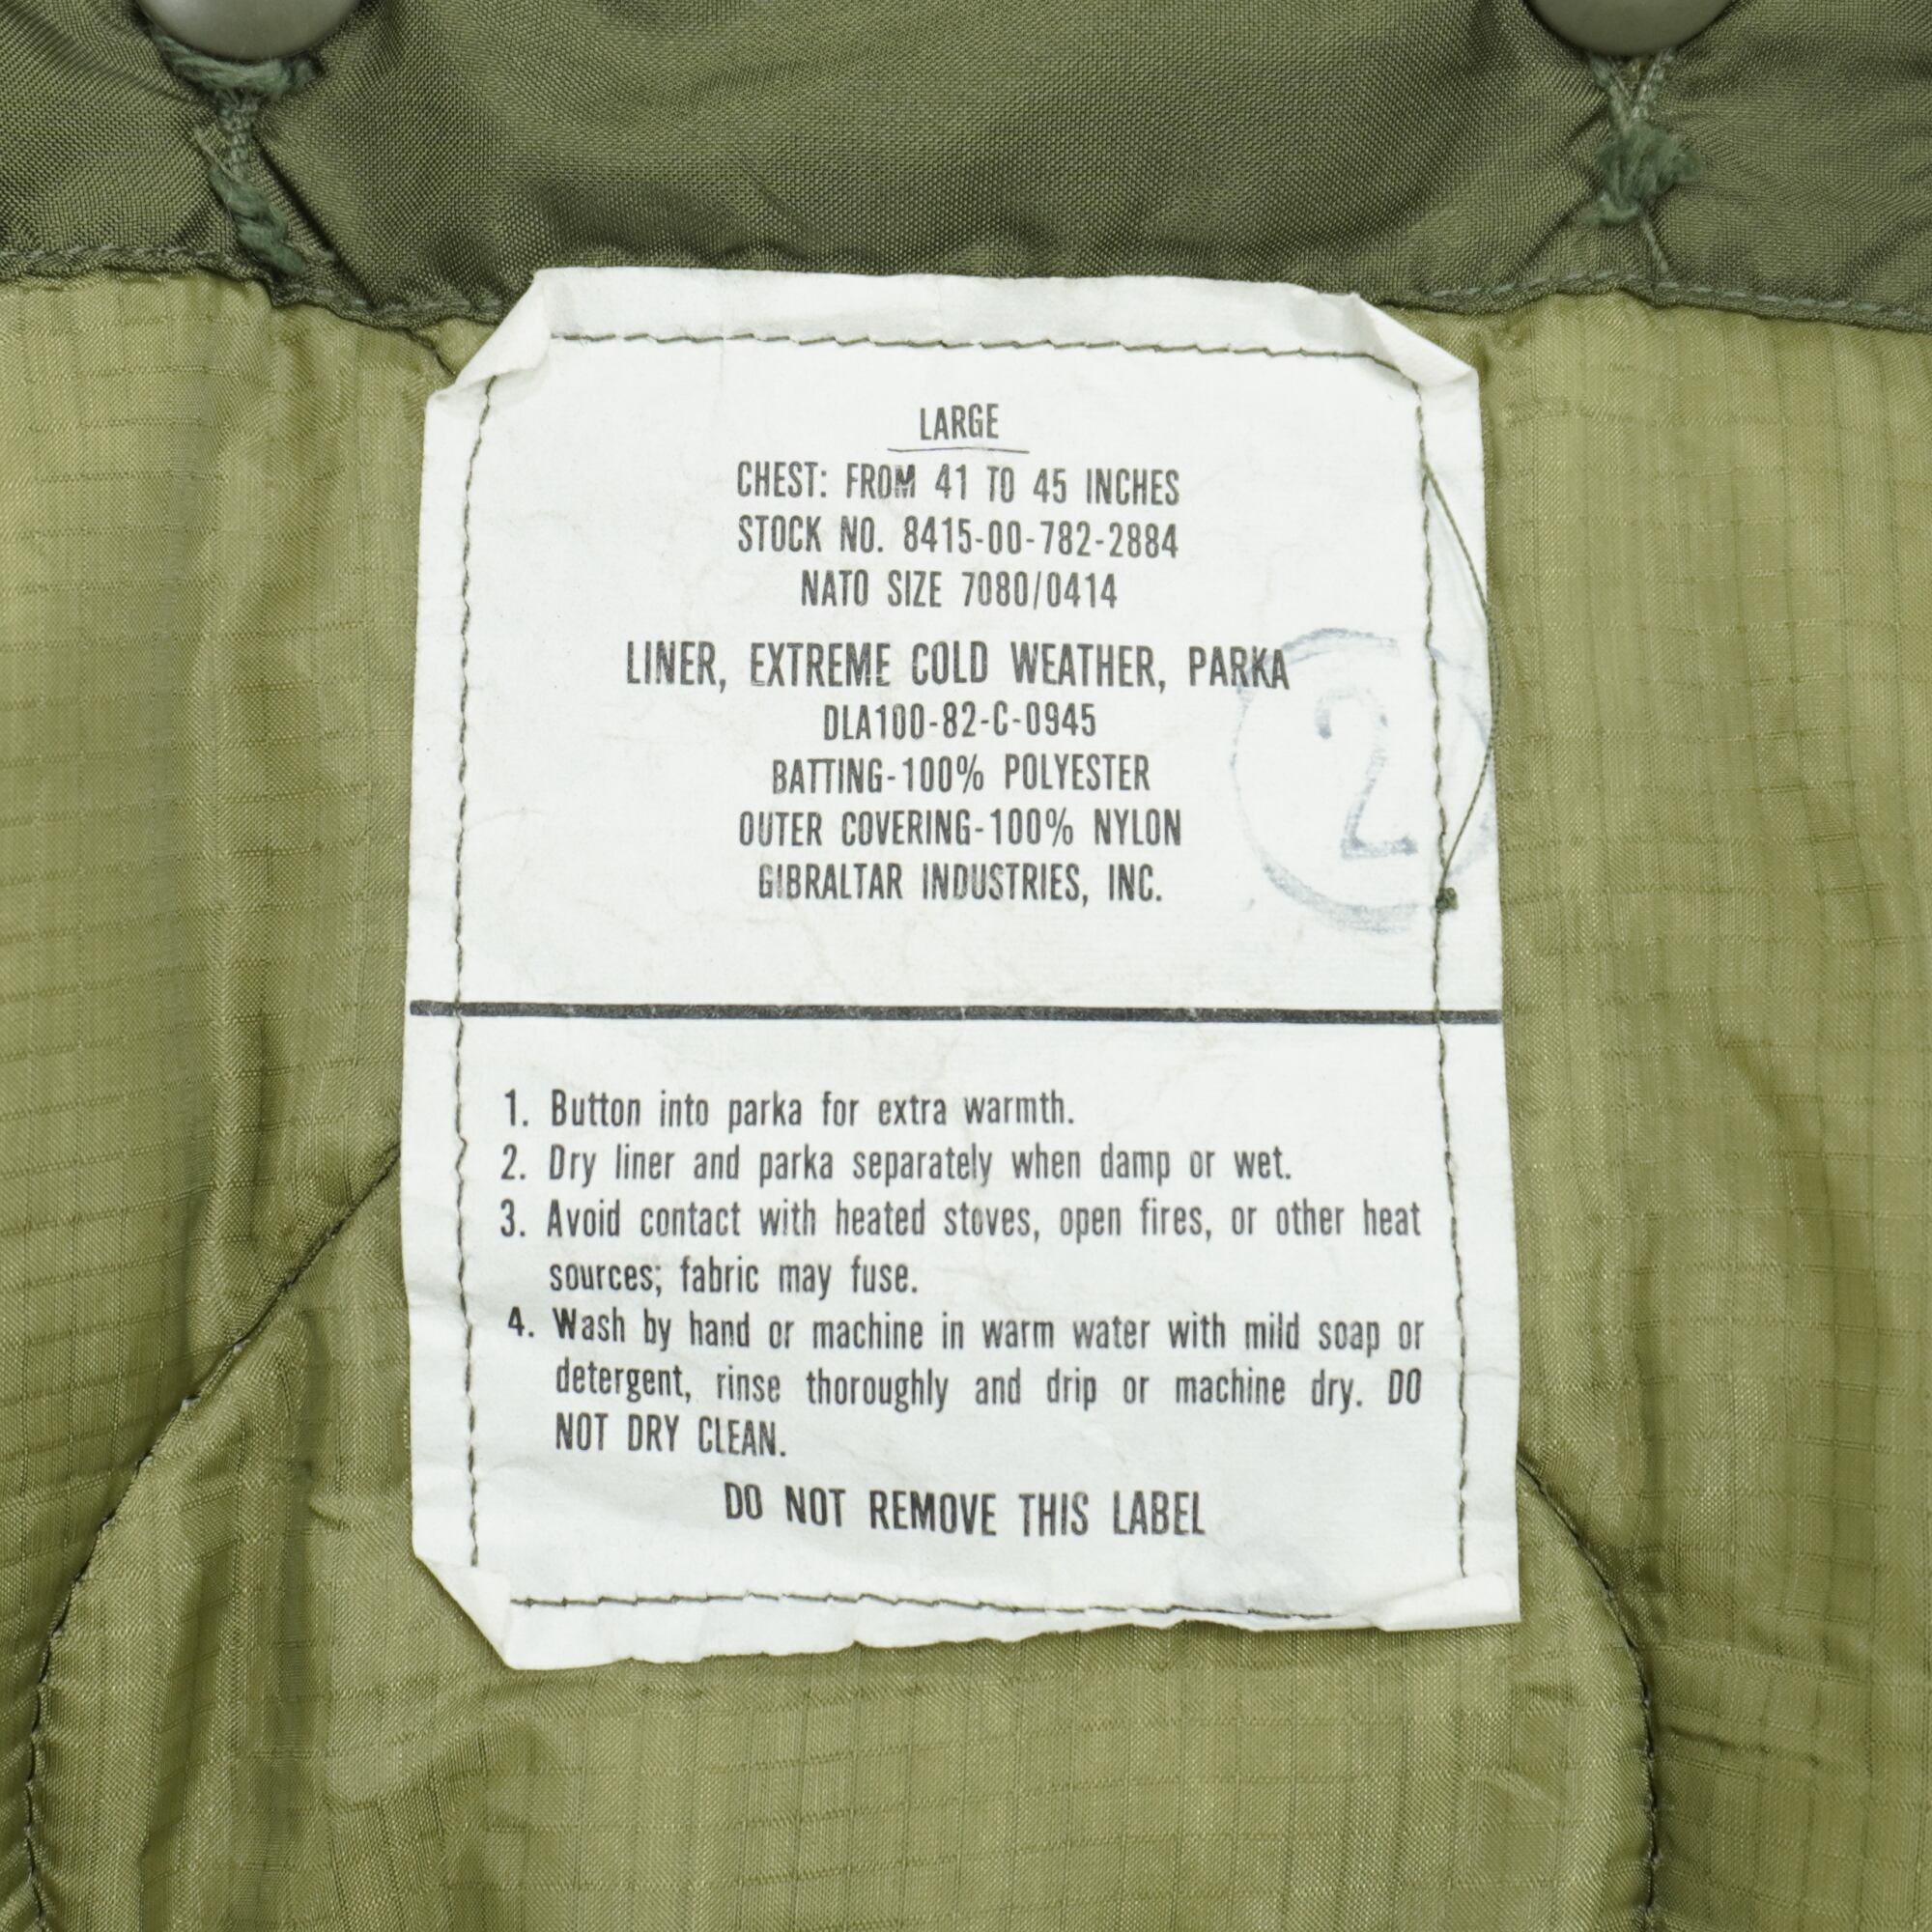 LARGE
CHEST: FROM 41 TO 45 INCHES
STOCK NO. 8415-00-782-2884
NATO SIZE 7080/0414
LINER, EXTREME COLD WEATHER, PARKA
DLA100-82-C-0945
BATTING-100% POLYESTER
OUTER COVERING-100% NYLON
GIBRALTAR INDUSTRIES, INC.
2
1. Button into parka for extra warmth.
2. Dry liner and parka separately when damp or wet.
3. Avoid contact with heated stoves, open fires, or other heat
sources; fabric may fuse.
4. Wash by hand or machine in warm water with mild soap or
detergent, rinse thoroughly and drip or machine dry. DO
NOT DRY CLEAN.
DO NOT REMOVE THIS LABEL